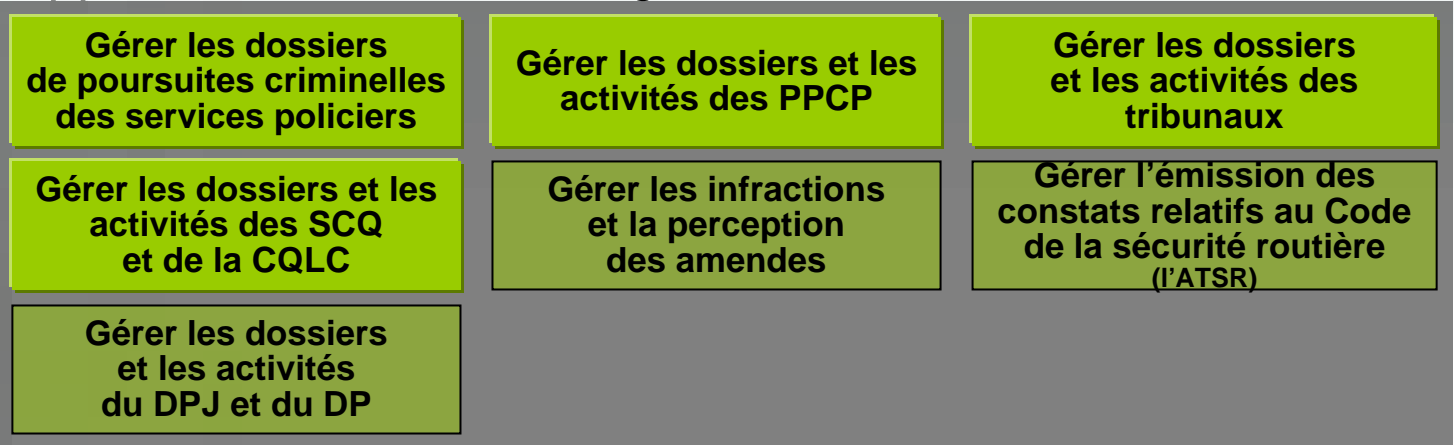 Gérer les dossiers
de poursuites criminelles
des services policiers
Gérer les dossiers et les
activités des PPCP
Gérer les dossiers
et les activités des
tribunaux
Gérer les dossiers et les
activités des SCQ
et de la CQLC
Gérer les infractions
et la perception
des amendes
Gérer l'émission des
constats relatifs au Code
de la sécurité routière
(l'ATSR)
Gérer les dossiers
et les activités
du DPJ et du DP